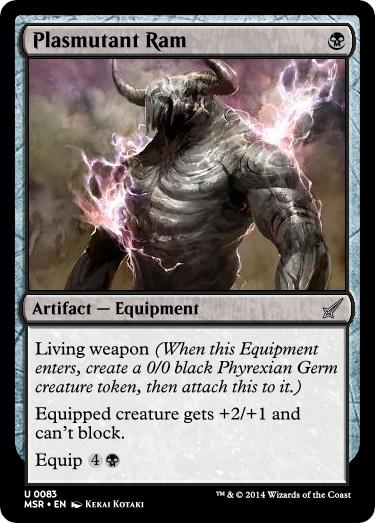 Plasmutant Ram
Artifact — Equipment
Living weapon (When this Equipment
enters, create a 0/0 black Phyrexian Germ
creature token, then attach this to it.)
Equipped creature gets +2/+1 and
can't block.
Equip 4
U 0083
MSR • EN Kekai Kotaki
™ & © 2014 Wizards of the Coast